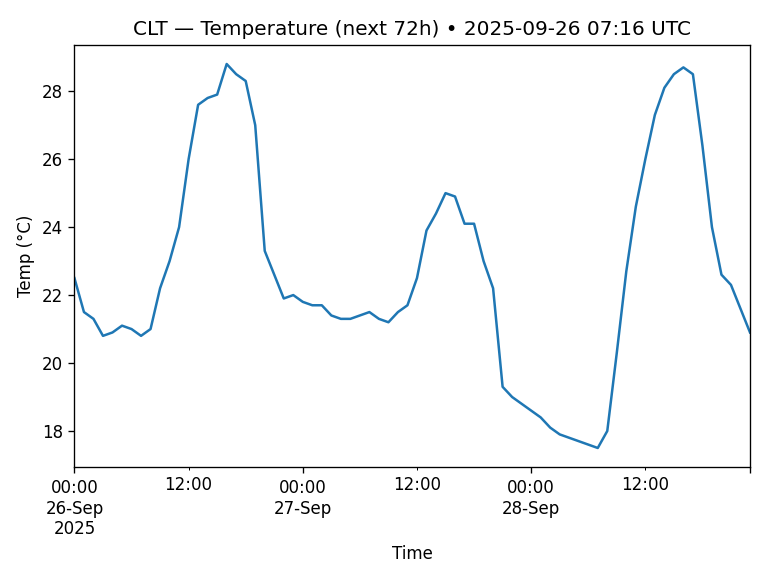 CLT — Temperature (next 72h) • 2025-09-26 07:16 UTC
Temp (°C)
28
26
24
22
20
18
00:00 12:00 00:00 12:00 00:00 12:00
26-Sep 27-Sep 28-Sep
2025
Time